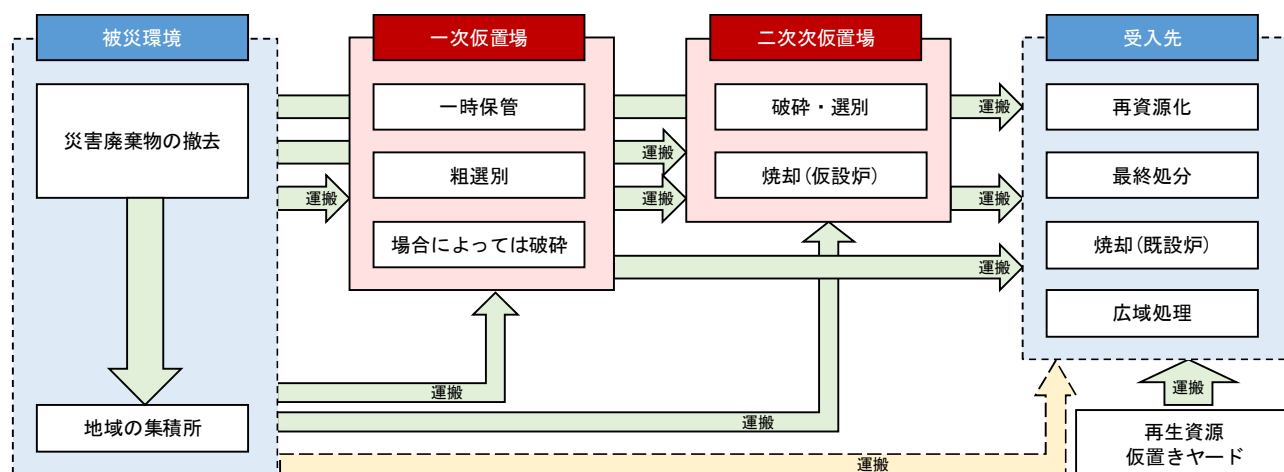 被災環境
一次仮置場
二次次仮置場
受入先
災害廃棄物の撤去
一時保管
破砕・選別
運搬
再資源化
粗選別
運搬
焼却(仮設炉)
最終処分
運搬
運搬
運搬
場合によっては破砕
焼却(既設炉)
運搬
広域処理
運搬
運搬
地域の集積所
運搬
再生資源
仮置きヤード
運搬